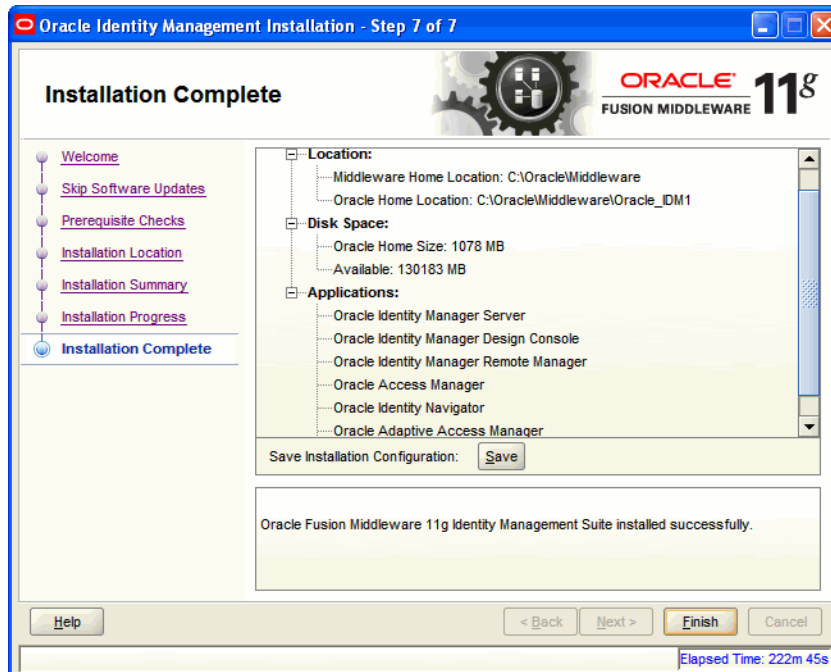 Oracle Identity Management Installation - Step 7 of 7
Installation Complete
ORACLE
FUSION MIDDLEWARE 11g
Welcome
Skip Software Updates
Prerequisite Checks
Installation Location
Installation Summary
Installation Progress
Installation Complete
Location:
Middleware Home Location: C:\Oracle\Middleware
Oracle Home Location: C:\Oracle\Middleware\Oracle_IDM1
Disk Space:
Oracle Home Size: 1078 MB
Available: 130183 MB
Applications:
Oracle Identity Manager Server
Oracle Identity Manager Design Console
Oracle Identity Manager Remote Manager
Oracle Access Manager
Oracle Identity Navigator
Oracle Adaptive Access Manager
Save Installation Configuration: Save
Oracle Fusion Middleware 11g Identity Management Suite installed successfully.
Help < Back Next > Finish Cancel
Elapsed Time: 222m 45s